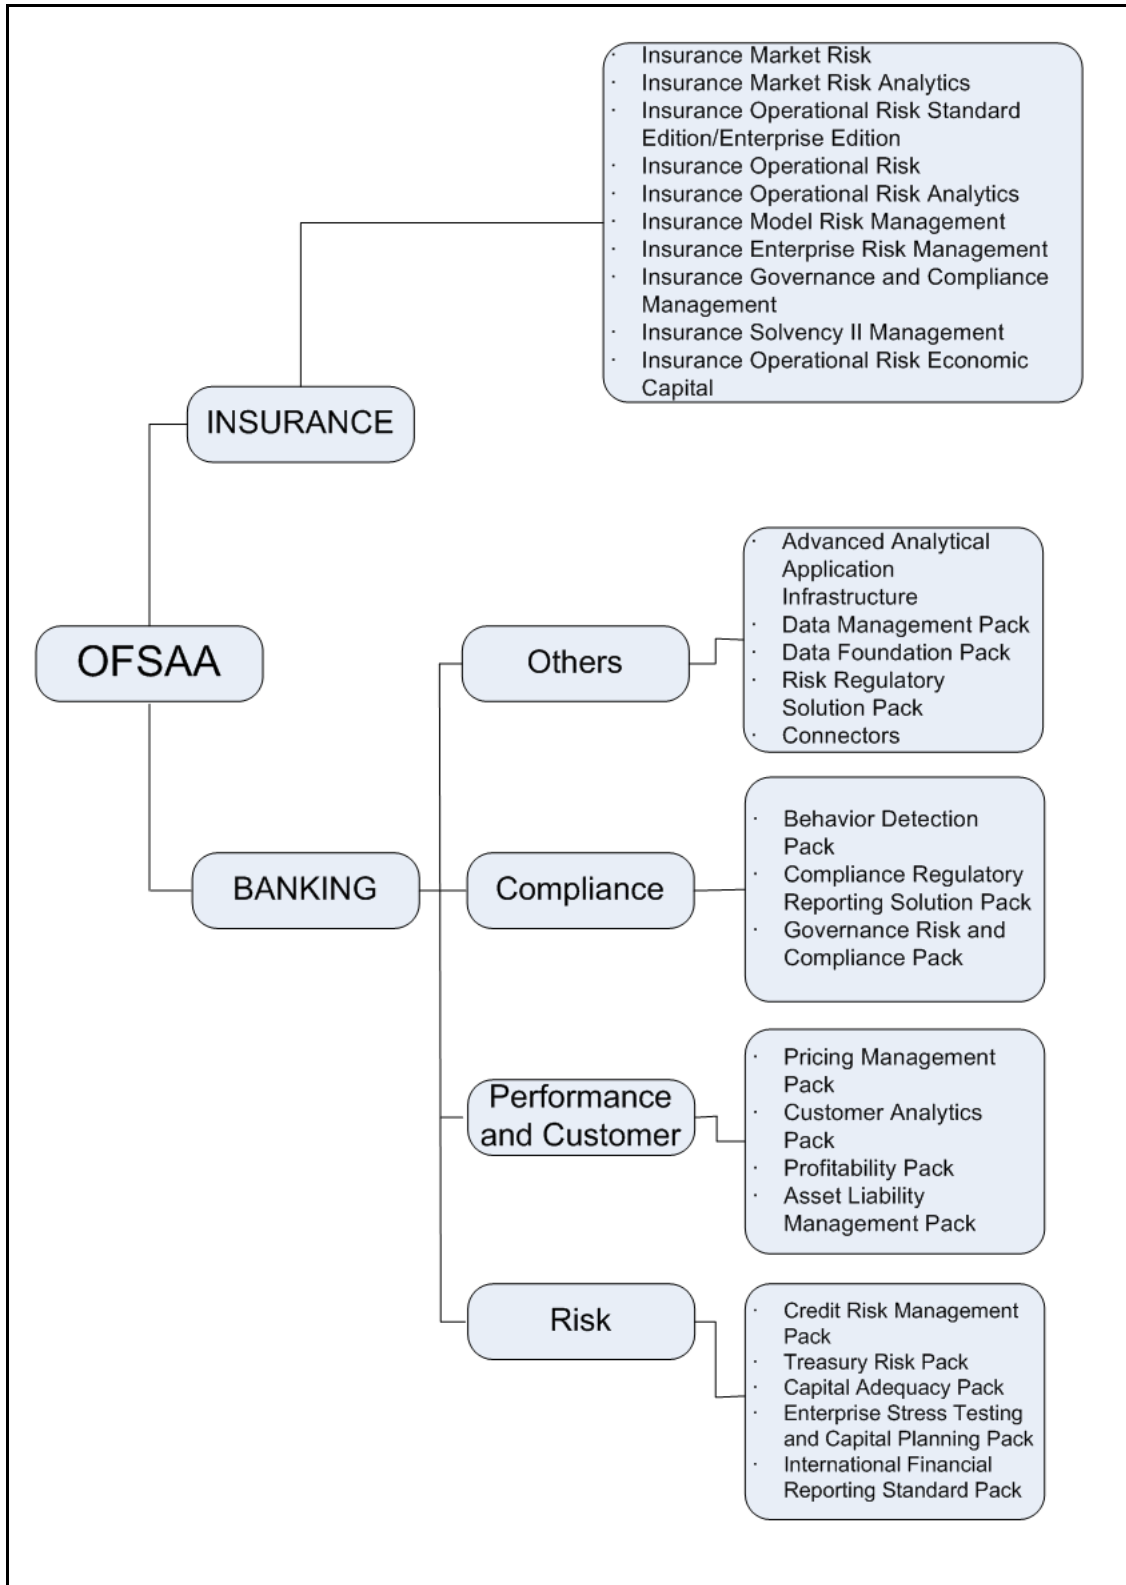 · Insurance Market Risk
· Insurance Market Risk Analytics
· Insurance Operational Risk Standard
Edition/Enterprise Edition
· Insurance Operational Risk
· Insurance Operational Risk Analytics
· Insurance Model Risk Management
· Insurance Enterprise Risk Management
· Insurance Governance and Compliance
Management
· Insurance Solvency II Management
· Insurance Operational Risk Economic
Capital
INSURANCE
OFSAA
BANKING
Others
· Advanced Analytical
Application
Infrastructure
· Data Management Pack
· Data Foundation Pack
· Risk Regulatory
Solution Pack
· Connectors
Compliance
· Behavior Detection
Pack
· Compliance Regulatory
Reporting Solution Pack
· Governance Risk and
Compliance Pack
Performance
and Customer
· Pricing Management
Pack
· Customer Analytics
Pack
· Profitability Pack
· Asset Liability
Management Pack
Risk
· Credit Risk Management
Pack
· Treasury Risk Pack
· Capital Adequacy Pack
· Enterprise Stress Testing
and Capital Planning Pack
· International Financial
Reporting Standard Pack